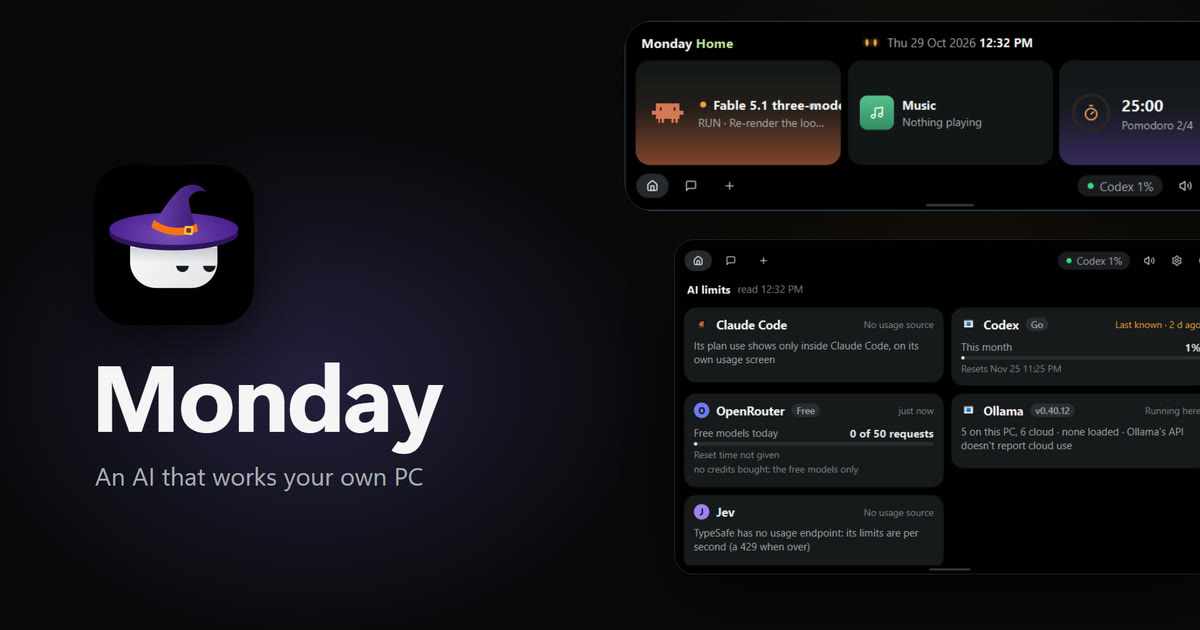 Monday
An AI that works your own PC
Monday Home
Thu 29 Oct 2026 12:32 PM
Fable 5.1 three-mode
RUN · Re-render the loo...
Music
Nothing playing
25:00
Pomodoro 2/4
Codex 1%
Codex 1%
AI limits read 12:32 PM
Claude Code
No usage source
Its plan use shows only inside Claude Code, on its
own usage screen
Codex Go
Last known · 2 d ago
This month
1%
Resets Nov 25 11:25 PM
O OpenRouter Free
just now
Free models today
0 of 50 requests
Reset time not given
no credits bought: the free models only
Ollama v0.40.12
Running here
5 on this PC, 6 cloud · none loaded · Ollama's API
doesn't report cloud use
J Jev
No usage source
TypeSafe has no usage endpoint: its limits are per
second (a 429 when over)